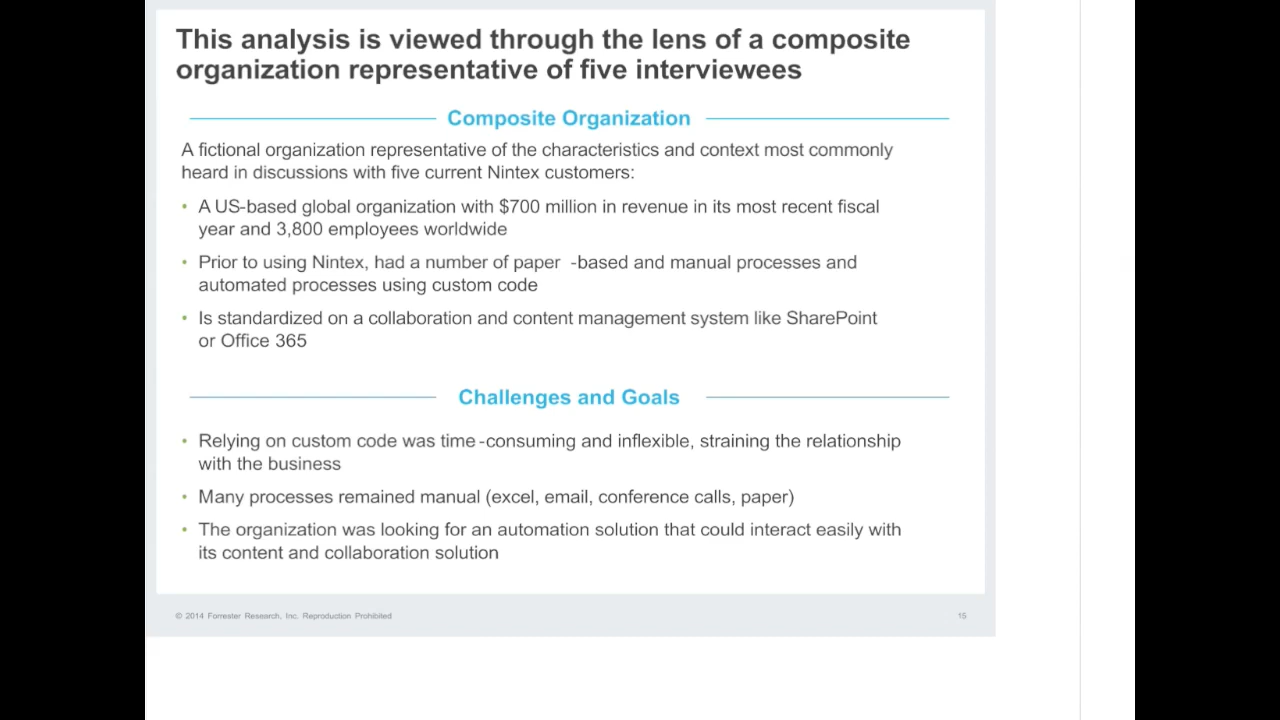 This analysis is viewed through the lens of a composite
organization representative of five interviewees
Composite Organization
A fictional organization representative of the characteristics and context most commonly
heard in discussions with five current Nintex customers:
• A US-based global organization with $700 million in revenue in its most recent fiscal
year and 3,800 employees worldwide
• Prior to using Nintex, had a number of paper -based and manual processes and
automated processes using custom code
• Is standardized on a collaboration and content management system like SharePoint
or Office 365
Challenges and Goals
• Relying on custom code was time -consuming and inflexible, straining the relationship
with the business
• Many processes remained manual (excel, email, conference calls, paper)
• The organization was looking for an automation solution that could interact easily with
its content and collaboration solution
© 2014 Forrester Research, Inc. Reproduction Prohibited
15